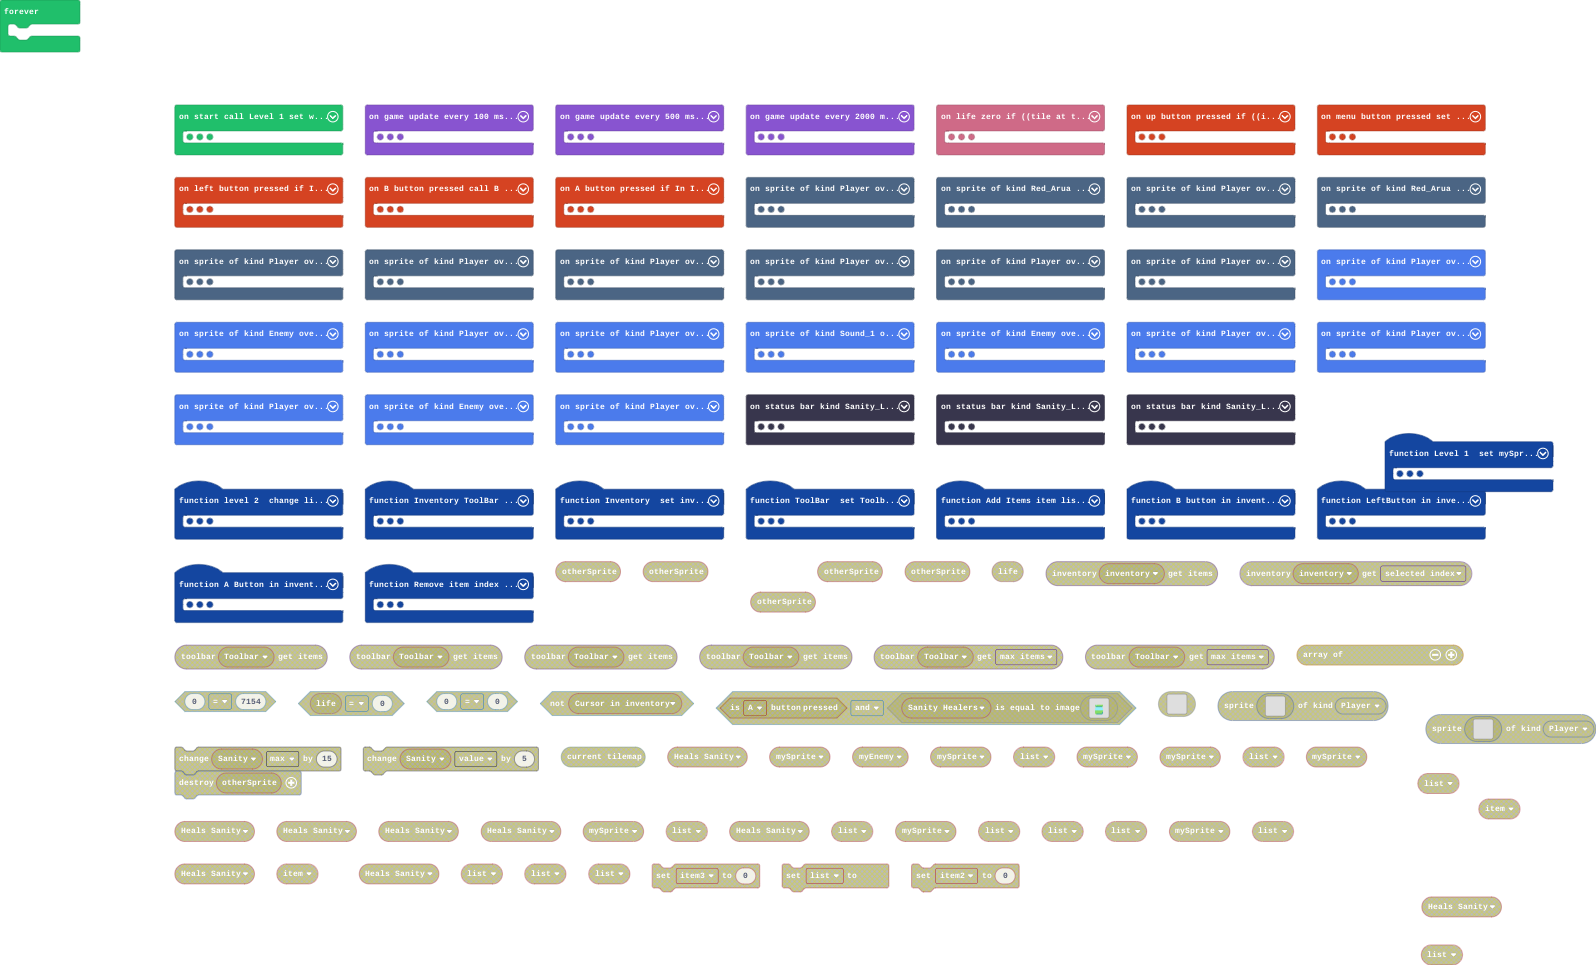 forever
on start call Level 1 set w...
on game update every 100 ms...
on game update every 500 ms...
on game update every 2000 m...
on life zero if ((tile at t...
on up button pressed if ((i...
on menu button pressed set ...
on left button pressed if I...
on B button pressed call B ...
on A button pressed if In I...
on sprite of kind Player ov...
on sprite of kind Red_Arua ...
on sprite of kind Player ov...
on sprite of kind Red_Arua ...
on sprite of kind Player ov...
on sprite of kind Player ov...
on sprite of kind Player ov...
on sprite of kind Player ov...
on sprite of kind Player ov...
on sprite of kind Player ov...
on sprite of kind Player ov...
on sprite of kind Enemy ove...
on sprite of kind Player ov...
on sprite of kind Player ov...
on sprite of kind Sound_1 o...
on sprite of kind Enemy ove...
on sprite of kind Player ov...
on sprite of kind Player ov...
on sprite of kind Player ov...
on sprite of kind Enemy ove...
on sprite of kind Player ov...
on status bar kind Sanity_L...
on status bar kind Sanity_L...
on status bar kind Sanity_L...
function Level 1 set mySpr...
function level 2 change li...
function Inventory ToolBar ...
function Inventory set inv...
function ToolBar set Toolb...
function Add Items item lis...
function B button in invent...
function LeftButton in inve...
function A Button in invent...
function Remove item index ...
otherSprite
otherSprite
otherSprite
otherSprite
life
inventory inventory get items
inventory inventory get selected index
otherSprite
toolbar Toolbar get items
toolbar Toolbar get items
toolbar Toolbar get items
toolbar Toolbar get items
toolbar Toolbar get max items
toolbar Toolbar get max items
array of
0 = 7154
life = 0
0 = 0
not Cursor in inventory
is A button pressed and Sanity Healers is equal to image
sprite of kind Player
sprite of kind Player
change Sanity max by 15
destroy otherSprite
change Sanity value by 5
current tilemap
Heals Sanity
mySprite
myEnemy
mySprite
list
mySprite
mySprite
list
mySprite
list
item
Heals Sanity
Heals Sanity
Heals Sanity
Heals Sanity
mySprite
list
Heals Sanity
list
mySprite
list
list
list
mySprite
list
Heals Sanity
item
Heals Sanity
list
list
list
set item3 to 0
set list to
set item2 to 0
Heals Sanity
list